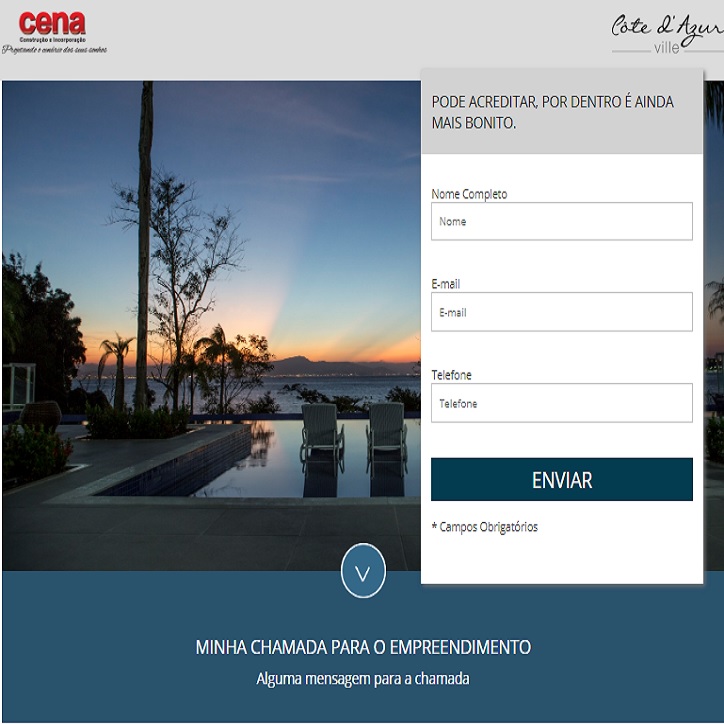 cena
Construção e Incorporação
Projetando o cenário dos seus sonhos
Côte d'Azur
ville
PODE ACREDITAR, POR DENTRO É AINDA
MAIS BONITO.
Nome Completo
Nome
E-mail
E-mail
Telefone
Telefone
ENVIAR
* Campos Obrigatórios
MINHA CHAMADA PARA O EMPREENDIMENTO
Alguma mensagem para a chamada